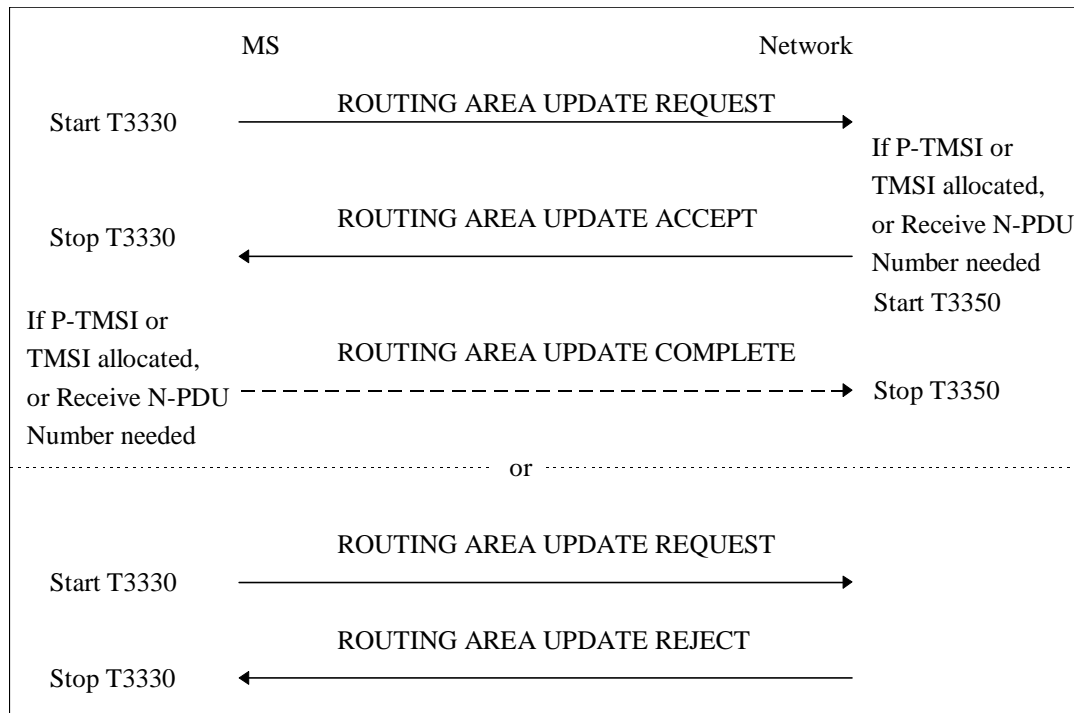 MS
Network
ROUTING AREA UPDATE REQUEST
Start T3330
If P-TMSI or
TMSI allocated,
or Receive N-PDU
Number needed
Start T3350
ROUTING AREA UPDATE ACCEPT
Stop T3330
If P-TMSI or
TMSI allocated,
or Receive N-PDU
Number needed
ROUTING AREA UPDATE COMPLETE
Stop T3350
or
ROUTING AREA UPDATE REQUEST
Start T3330
ROUTING AREA UPDATE REJECT
Stop T3330